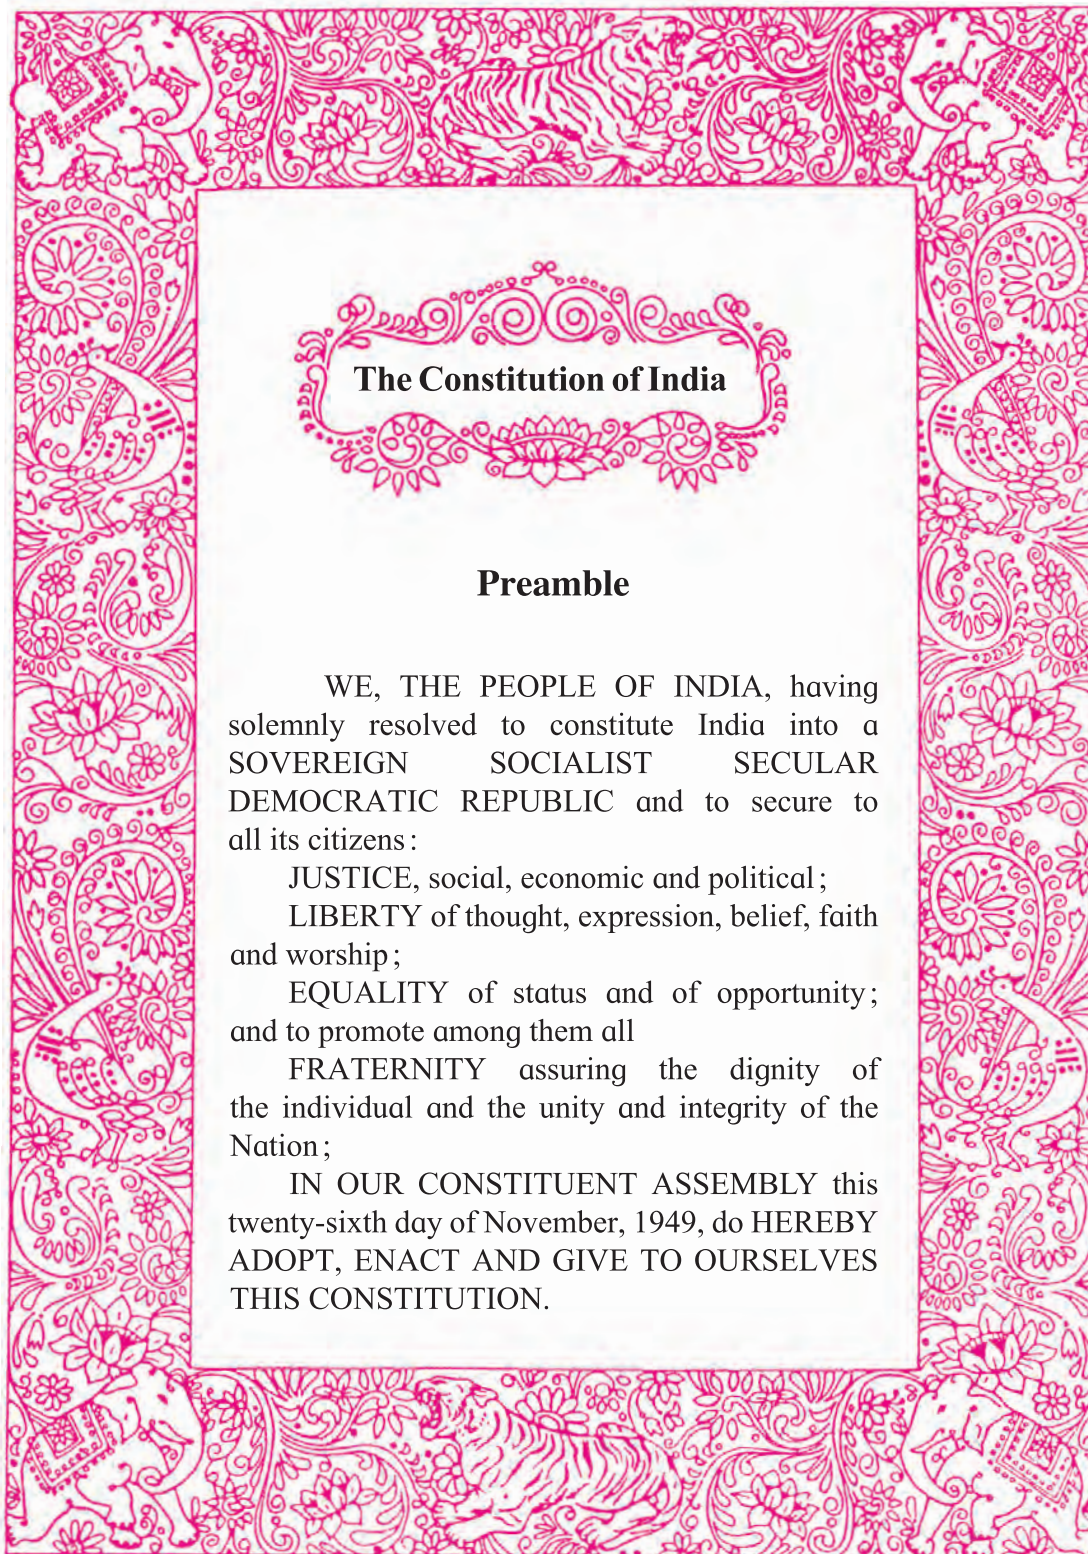 The Constitution of India
Preamble
WE, THE PEOPLE OF INDIA, having
solemnly resolved to constitute India into a
SOVEREIGN SOCIALIST SECULAR
DEMOCRATIC REPUBLIC and to secure to
all its citizens :
JUSTICE, social, economic and political ;
LIBERTY of thought, expression, belief, faith
and worship ;
EQUALITY of status and of opportunity ;
and to promote among them all
FRATERNITY assuring the dignity of
the individual and the unity and integrity of the
Nation ;
IN OUR CONSTITUENT ASSEMBLY this
twenty-sixth day of November, 1949, do HEREBY
ADOPT, ENACT AND GIVE TO OURSELVES
THIS CONSTITUTION.